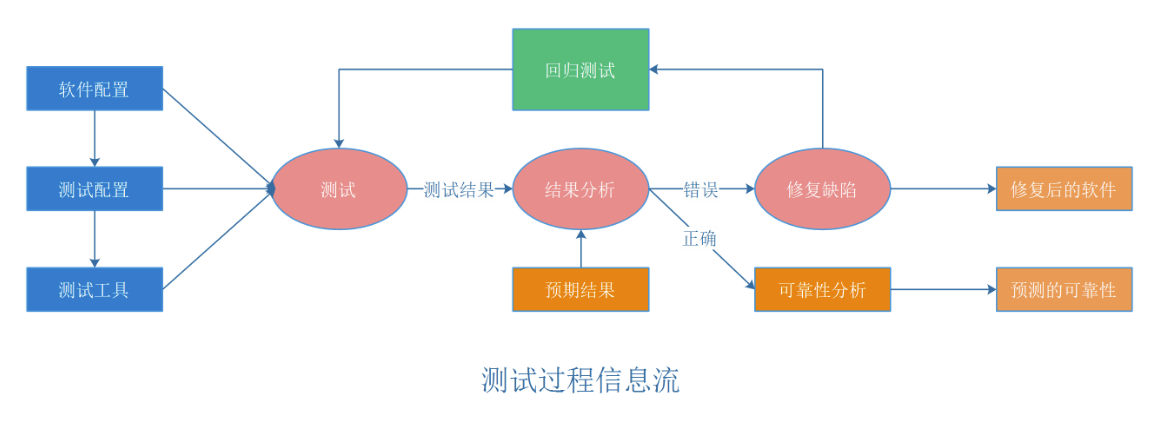 回归测试
软件配置
测试配置
测试
测试结果
结果分析
错误
修复缺陷
修复后的软件
正确
测试工具
预期结果
可靠性分析
预测的可靠性
测试过程信息流